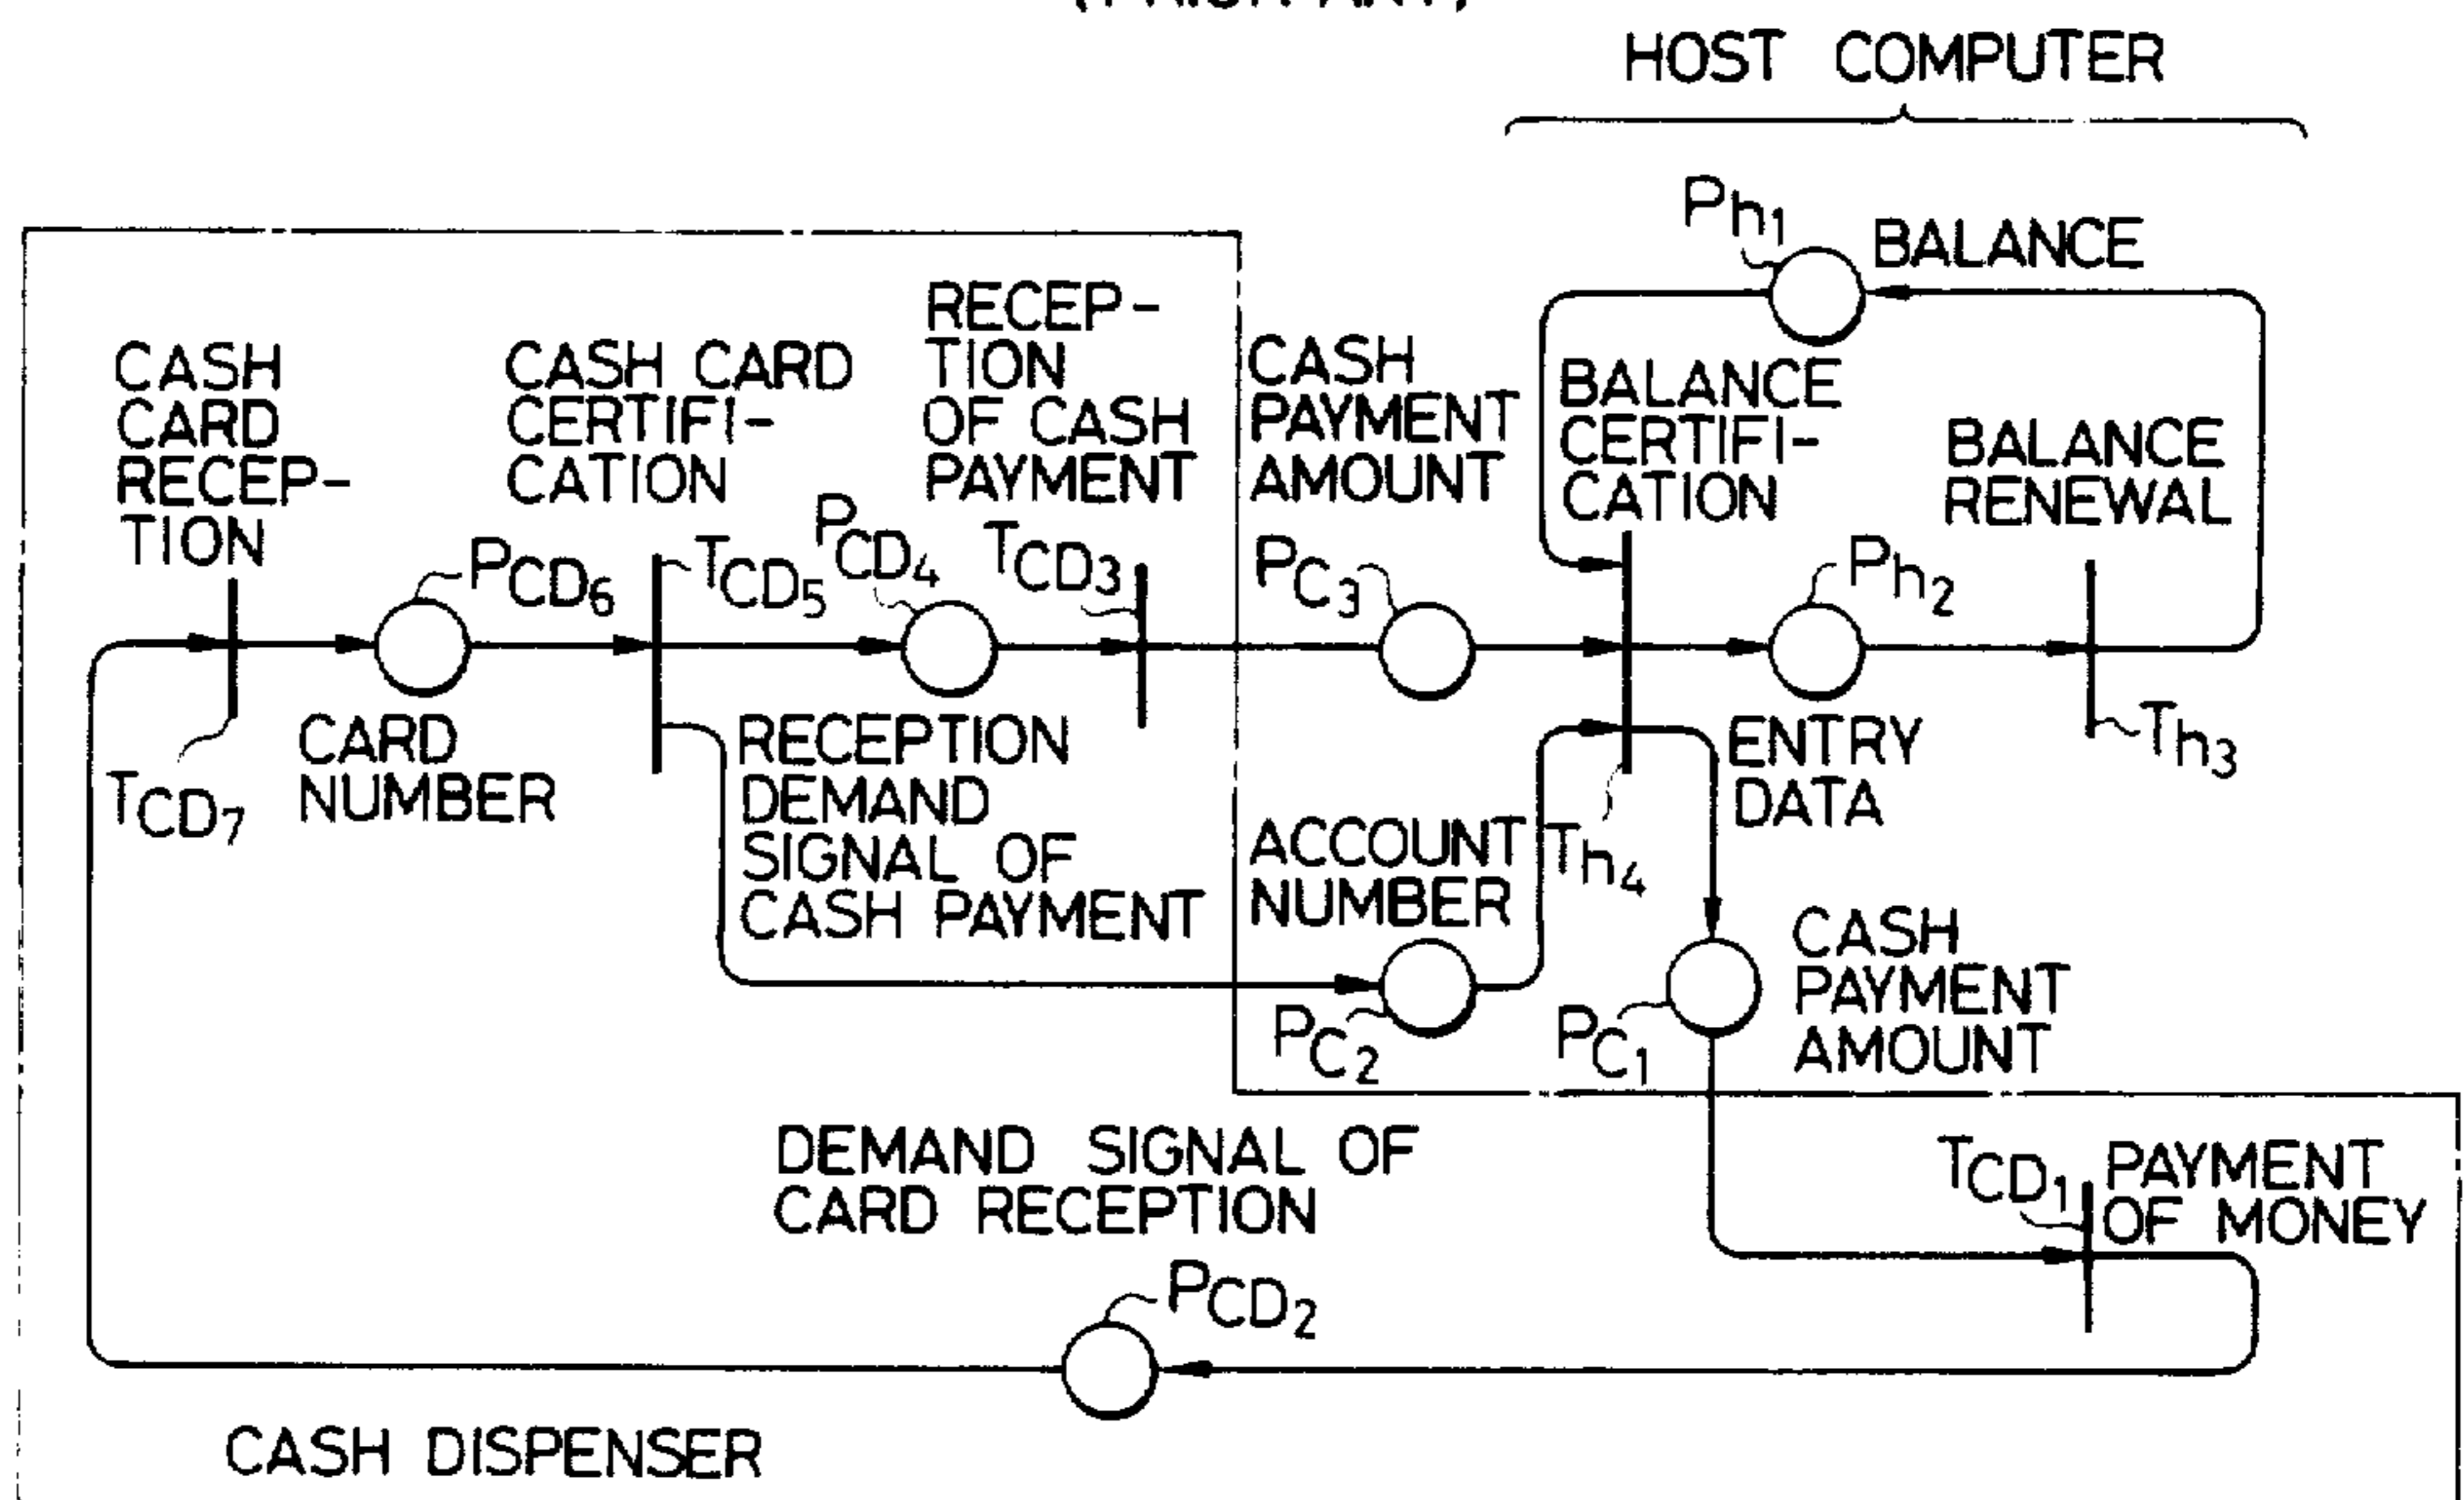 HOST COMPUTER
Ph1
BALANCE
CASH
CARD
RECEP-
TION
CASH CARD
CERTIFI-
CATION
RECEP-
TION
OF CASH
PAYMENT
CASH
PAYMENT
AMOUNT
BALANCE
CERTIFI-
CATION
BALANCE
RENEWAL
PCD6
TCD5
PCD4
TCD3
PC3
Ph2
TCD7
CARD
NUMBER
RECEPTION
DEMAND
SIGNAL OF
CASH PAYMENT
ACCOUNT
NUMBER
Th4
ENTRY
DATA
Th3
PC2
PC1
CASH
PAYMENT
AMOUNT
DEMAND SIGNAL OF
CARD RECEPTION
TCD1
PAYMENT
OF MONEY
PCD2
CASH DISPENSER